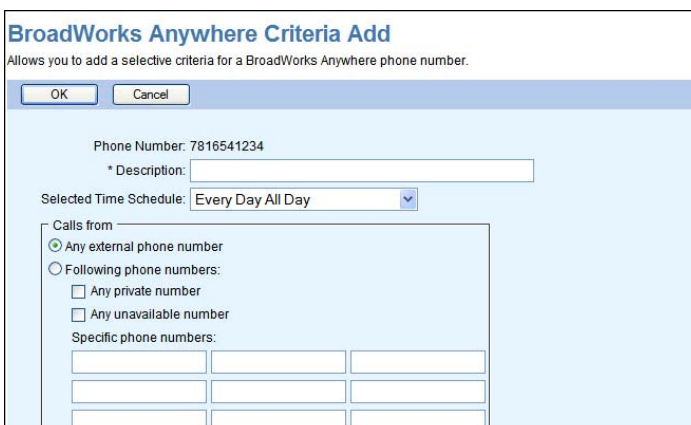 BroadWorks Anywhere Criteria Add
Allows you to add a selective criteria for a BroadWorks Anywhere phone number.
OK Cancel
Phone Number: 7816541234
* Description:
Selected Time Schedule: Every Day All Day
Calls from
Any external phone number
Following phone numbers:
Any private number
Any unavailable number
Specific phone numbers: